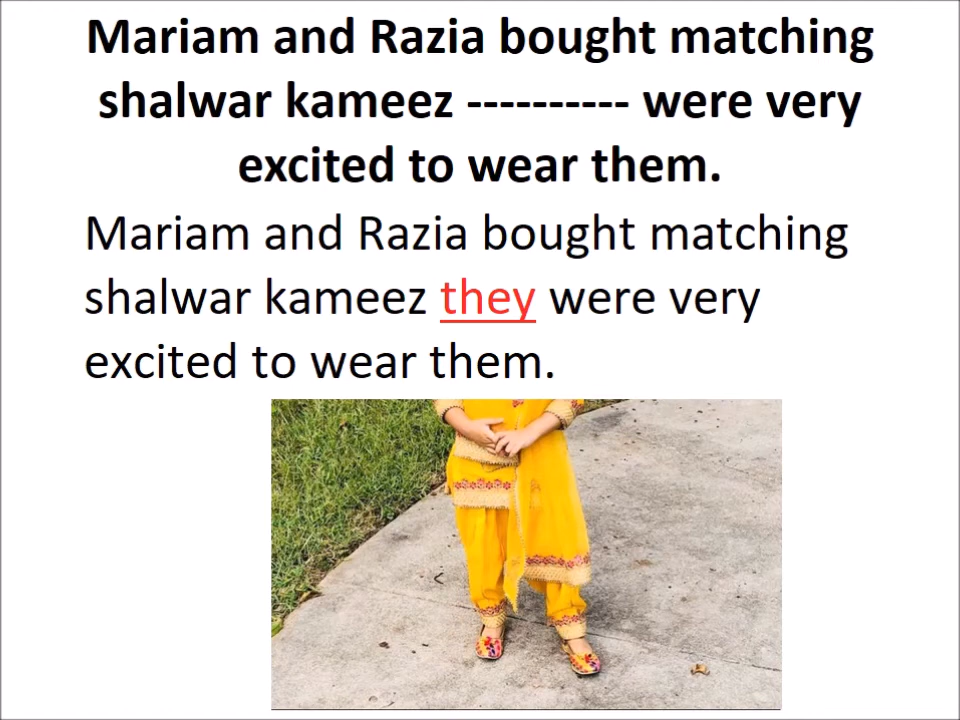 Mariam and Razia bought matching
shalwar kameez ---------- were very
excited to wear them.
Mariam and Razia bought matching
shalwar kameez they were very
excited to wear them.